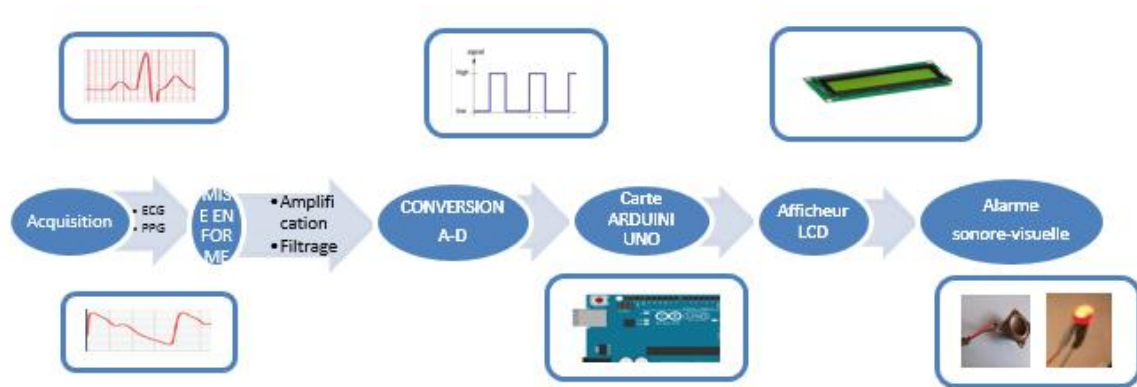 signal
High
low
Acquisition
• ECG
• PPG
MIS
E EN
FOR
ME
•Amplifi
cation
•Filtrage
CONVERSION
A-D
Carte
ARDUINI
UNO
Afficheur
LCD
Alarme
sonore-visuelle
UNO